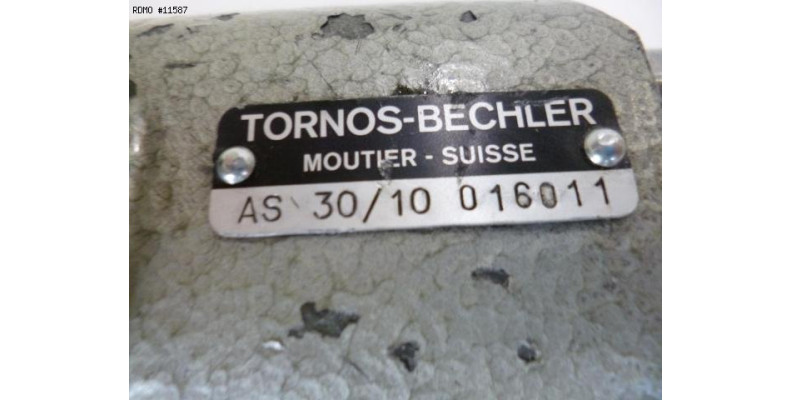 RDMO #11587
TORNOS-BECHLER
MOUTIER - SUISSE
AS 30/10 016011